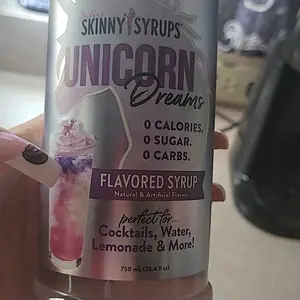 SKINNY SYRUPS
UNICORN
Dreams
0 CALORIES.
0 SUGAR.
0 CARBS.
FLAVORED SYRUP
Natural & Artificial Flavors
perfect for...
Cocktails, Water,
Lemonade & More!
750 mL (25.4 fl oz)